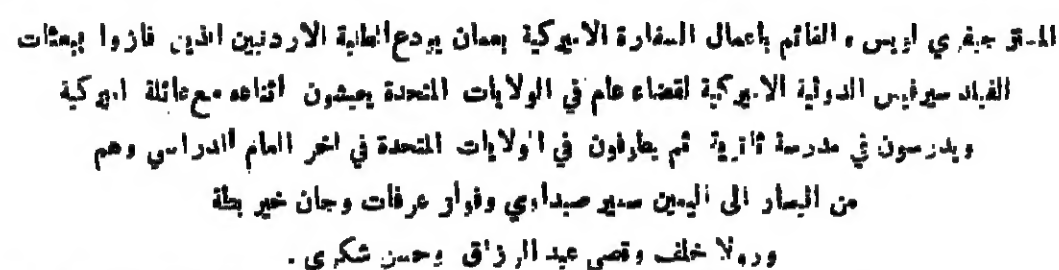 المستر جيفري اويس ، القائم باعمال السفارة الاميركية بعمان يودع الطلبة الاردنيين الذين فازوا ببعثات
الفيلد سيرفيس الدولية الاميركية لقضاء عام في الولايات المتحدة يعيشون اثناءه مع عائلة اميركية
ويدرسون في مدرسة ثانوية ثم يطوفون في الولايات المتحدة في اخر العام الدراسي وهم
من اليسار الى اليمين سمير صيداوي وفواز عرفات وجان خير بطة
ورولا خلف وقصي عبد الرزاق وحسن شكري .